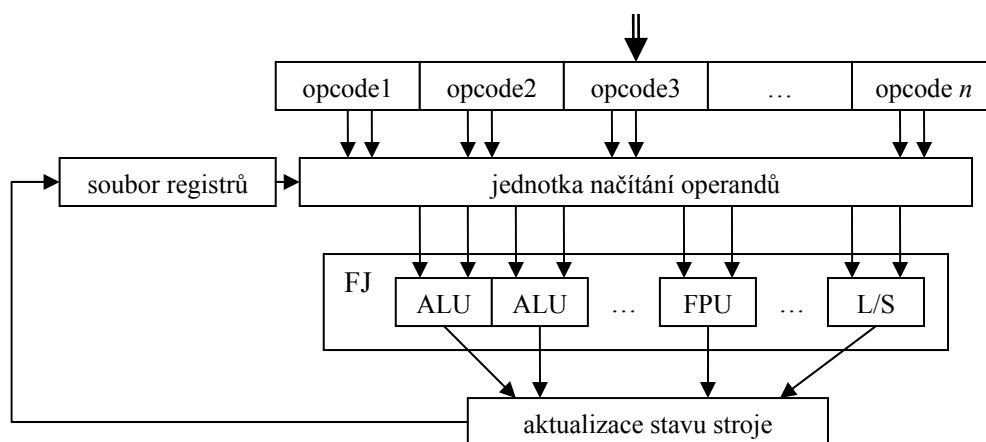 opcode1 opcode2 opcode3 … opcode n
soubor registrů
jednotka načítání operandů
FJ
ALU ALU … FPU … L/S
aktualizace stavu stroje